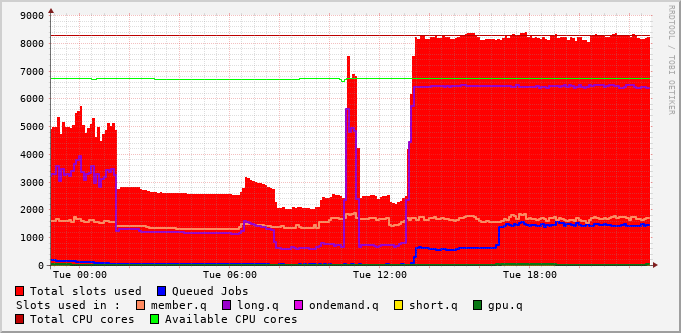 9000
8000
7000
6000
5000
4000
3000
2000
1000
0
Tue 00:00 Tue 06:00 Tue 12:00 Tue 18:00
RRDTOOL / TOBI OETIKER
Total slots used Queued Jobs
Slots used in : member.q long.q ondemand.q short.q gpu.q
Total CPU cores Available CPU cores